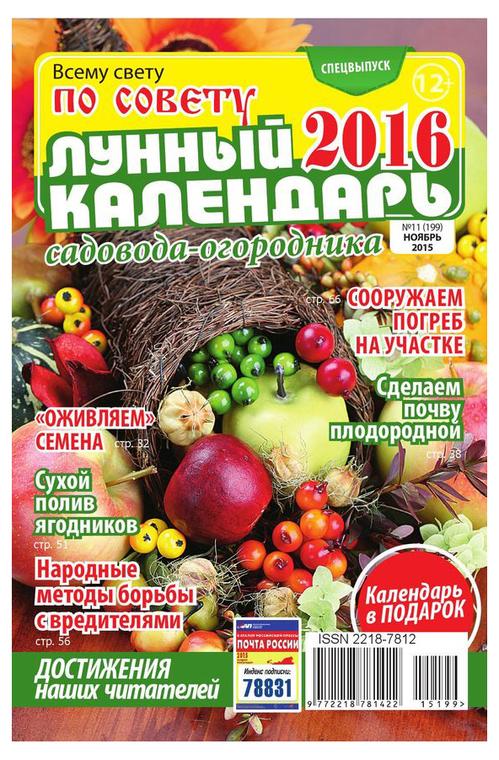 СПЕЦВЫПУСК
12+
Всему свету
ПО СОВЕТУ
ЛУННЫЙ 2016
КАЛЕНДАРЬ
садовода-огородника
№11 (199)
НОЯБРЬ
2015
стр. 66 СООРУЖАЕМ
ПОГРЕБ
НА УЧАСТКЕ
Сделаем
почву
плодородной
стр. 38
«ОЖИВЛЯЕМ»
СЕМЕНА стр. 32
Сухой
полив
ягодников
стр. 51
Народные
методы борьбы
с вредителями
стр. 56
Календарь
в ПОДАРОК
ДОСТИЖЕНИЯ
наших читателей
ПОЧТА РОССИИ
2015
Индекс подписки:
78831
ISSN 2218-7812
15199>
9 772218 781422